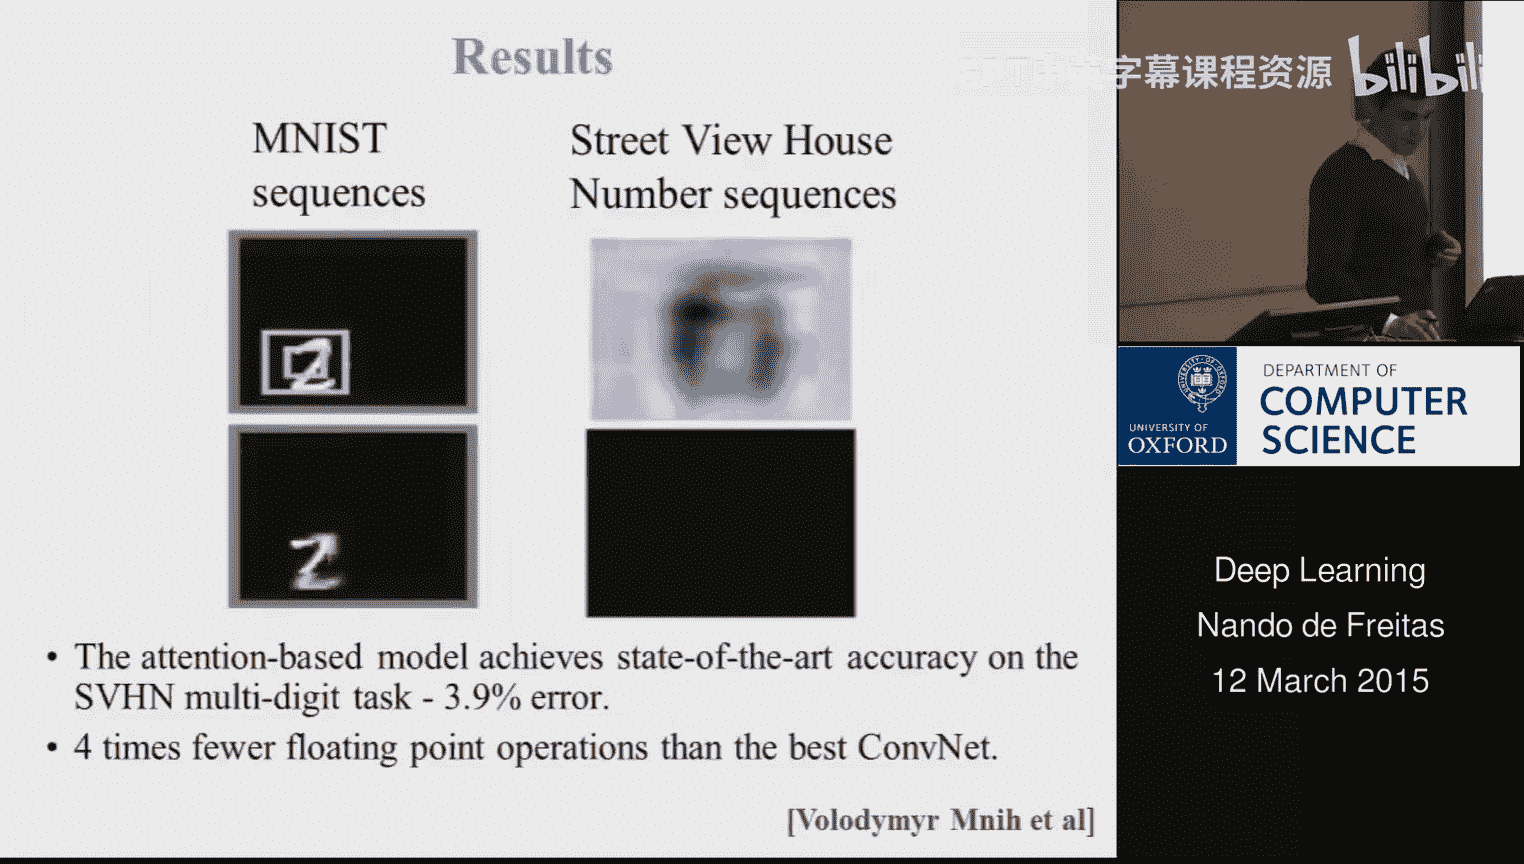 Results
MNIST
sequences
Street View House
Number sequences
• The attention-based model achieves state-of-the-art accuracy on the
SVHN multi-digit task - 3.9% error.
• 4 times fewer floating point operations than the best ConvNet.
[Volodymyr Mnih et al]
字幕课程资源
bilibili
UNIVERSITY OF
OXFORD
DEPARTMENT OF
COMPUTER
SCIENCE
Deep Learning
Nando de Freitas
12 March 2015